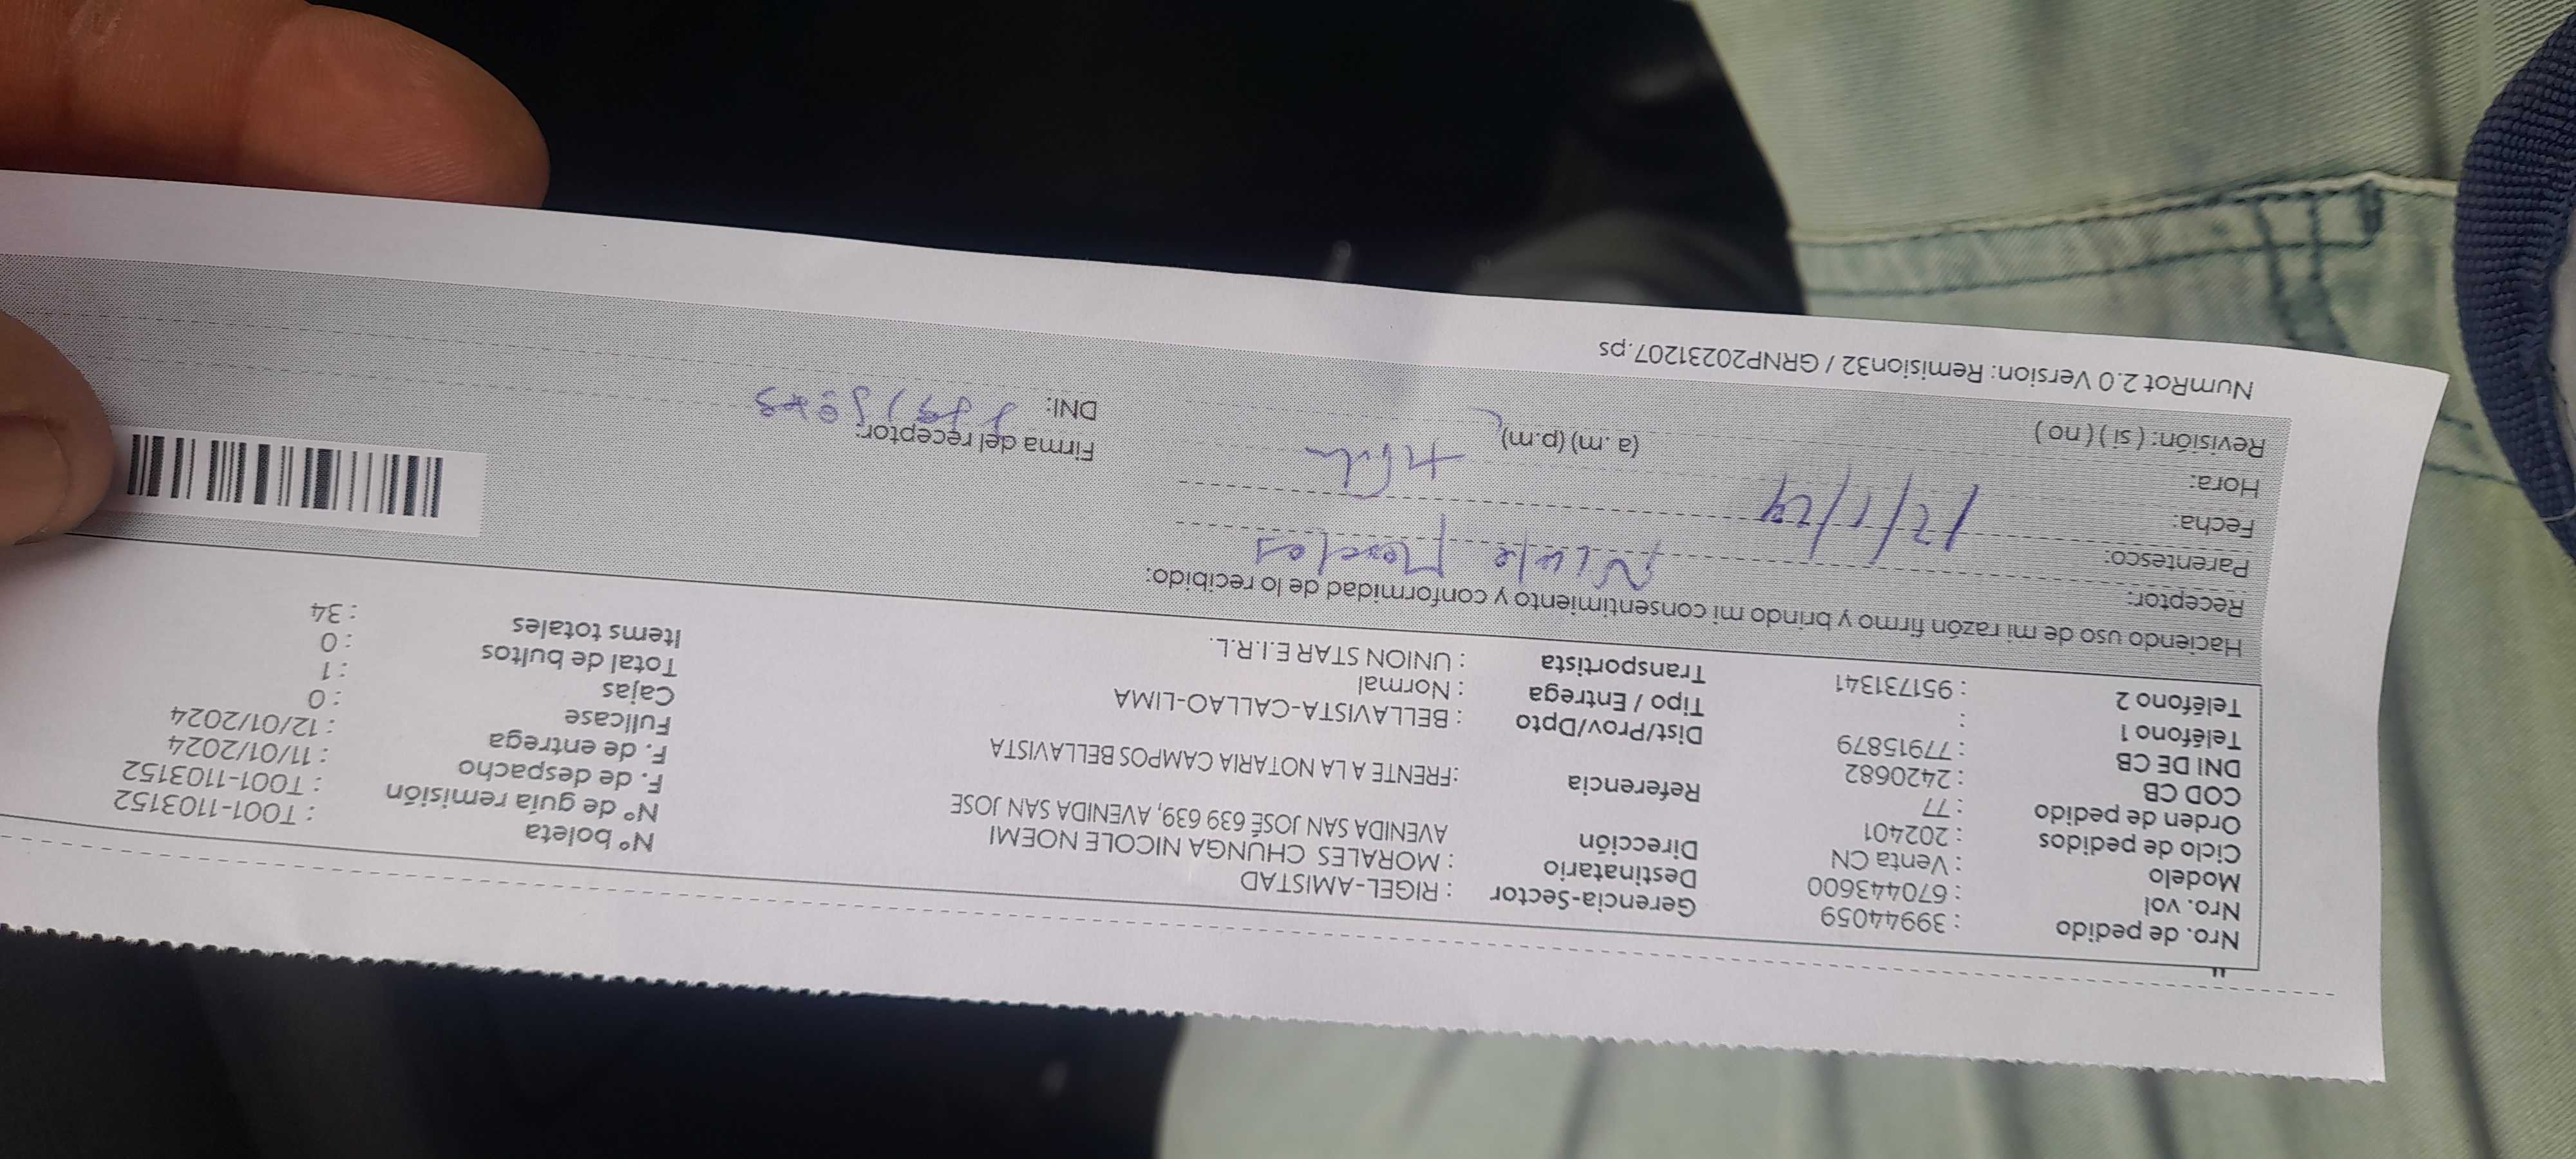 Nro. de pedido : 39944059 Gerencia-Sector : RIGEL-AMISTAD Nº boleta : T001-1103152
Nro. vol : 670443600 Destinatario : MORALES CHUNGA NICOLE NOEMI Nº de guía remisión : T001-1103152
Modelo : Venta CN Dirección AVENIDA SAN JOSÉ 639 639, AVENIDA SAN JOSE F. de despacho : 11/01/2024
Ciclo de pedidos : 202401 F. de entrega : 12/01/2024
Orden de pedido : 77 Referencia :FRENTE A LA NOTARIA CAMPOS BELLAVISTA Fullcase : 0
COD CB : 2420682 Cajas : 1
DNI DE CB : 77915879 Dist/Prov/Dpto : BELLAVISTA-CALLAO-LIMA Total de bultos : 0
Teléfono 1 : Tipo / Entrega : Normal Items totales : 34
Teléfono 2 : 951731341 Transportista : UNION STAR E.I.R.L.
Haciendo uso de mi razón firmo y brindo mi consentimiento y conformidad de lo recibido:
Receptor: Nicole Morales
Parentesco:
Fecha: 12/1/24
Hora: (a .m) (p.m) Firma del receptor:
Revisión: ( si ) ( no ) DNI:
NumRot 2.0 Version: Remision32 / GRNP20231207.ps